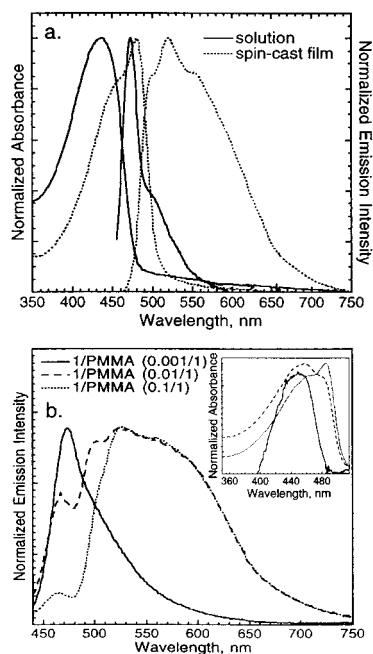 a.
solution
spin-cast film
Normalized Absorbance
Normalized Emission Intensity
350 400 450 500 550 600 650 700 750
Wavelength, nm
1/PMMA (0.001/1)
1/PMMA (0.01/1)
1/PMMA (0.1/1)
b.
Normalized Emission Intensity
Normalized Absorbance
360 400 440 480
Wavelength, nm
450 500 550 600 650 700 750
Wavelength, nm